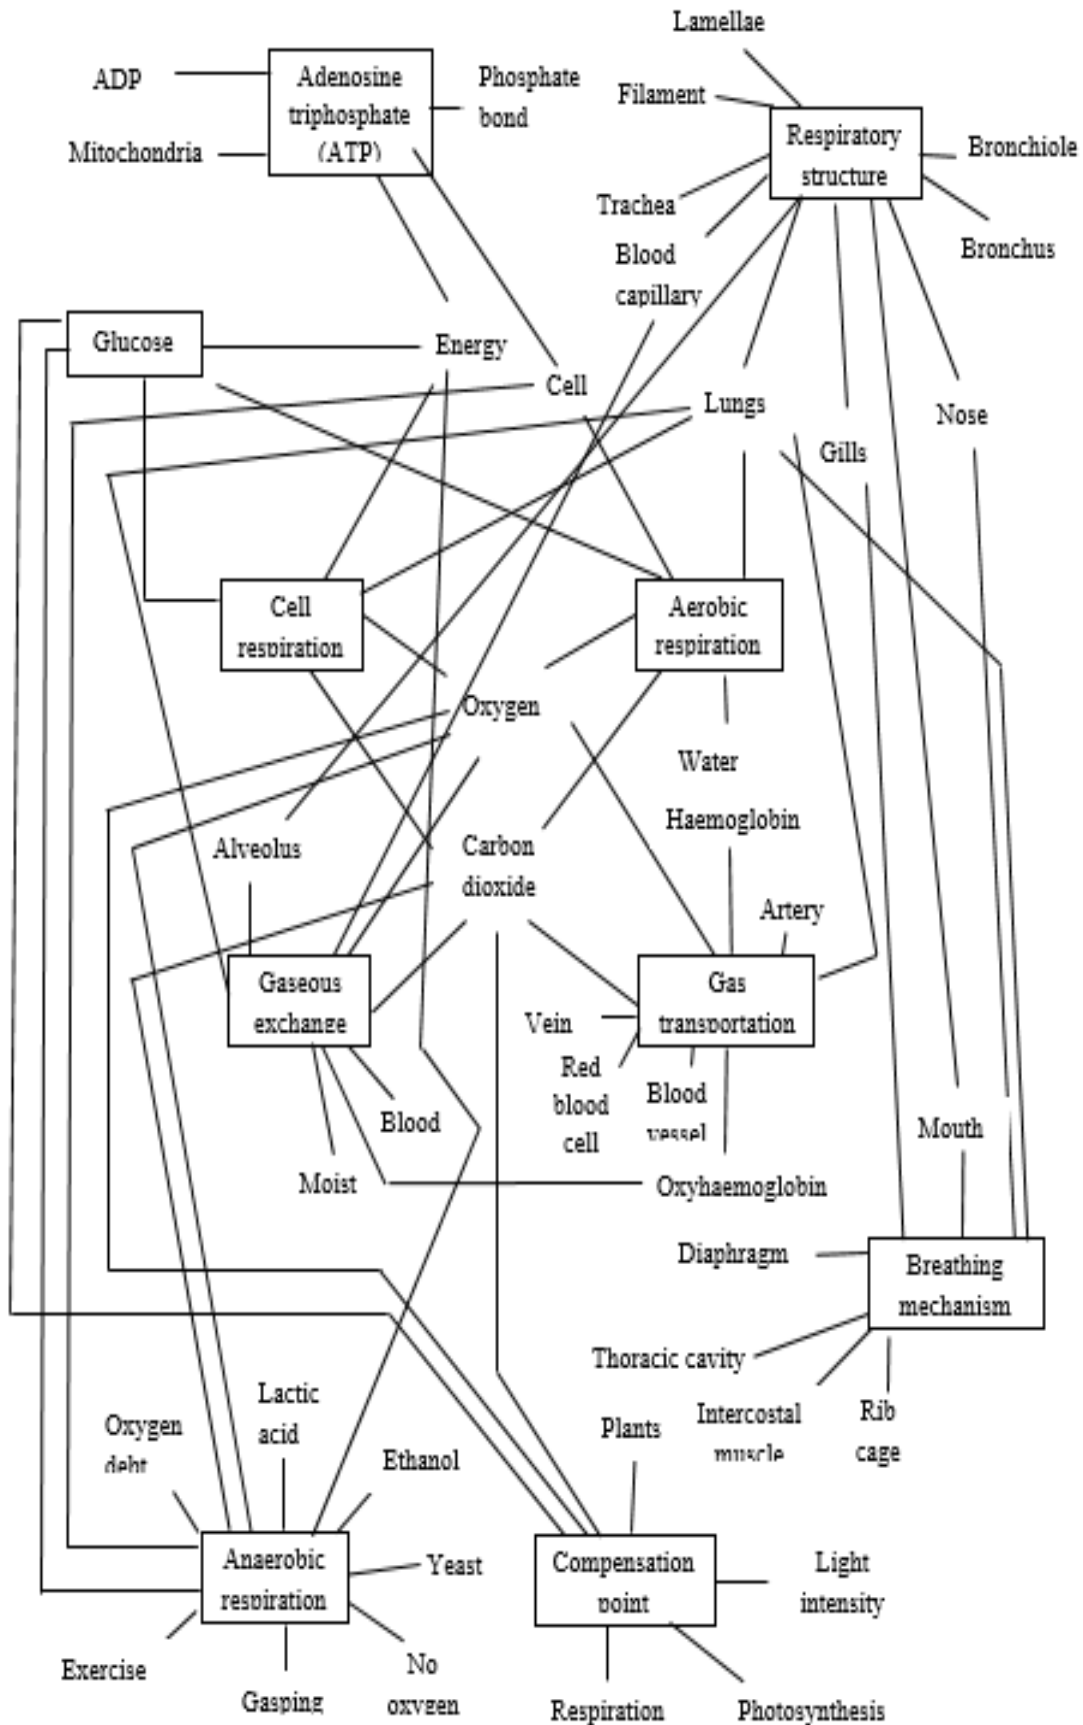 Lamellae
ADP
Adenosine
triphosphate
(ATP)
Phosphate
bond
Filament
Mitochondria
Respiratory
structure
Bronchiole
Trachea
Blood
capillary
Bronchus
Glucose
Energy
Cell
Lungs
Nose
Gills
Cell
respiration
Aerobic
respiration
Oxygen
Water
Haemoglobin
Alveolus
Carbon
dioxide
Artery
Gaseous
exchange
Gas
transportation
Vein
Red
blood
cell
Blood
vessel
Blood
Mouth
Moist
Oxyhaemoglobin
Diaphragm
Breathing
mechanism
Thoracic cavity
Lactic
acid
Oxygen
debt
Plants
Intercostal
muscle
Rib
cage
Ethanol
Anaerobic
respiration
Yeast
Compensation
point
Light
intensity
Exercise
Gasping
No
oxygen
Respiration
Photosynthesis